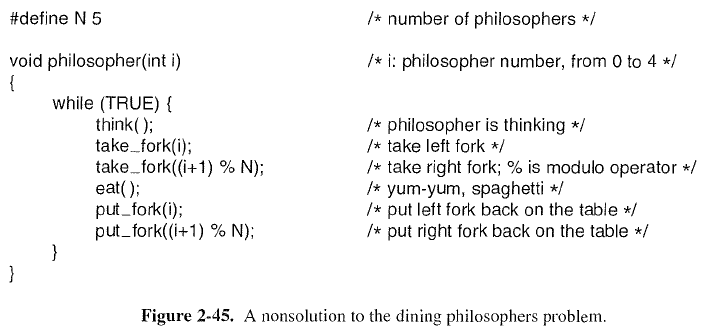 #define N 5 /* number of philosophers */
void philosopher(int i) /* i: philosopher number, from 0 to 4 */
{
while (TRUE) {
think( ); /* philosopher is thinking */
take_fork(i); /* take left fork */
take_fork((i+1) % N); /* take right fork; % is modulo operator */
eat( ); /* yum-yum, spaghetti */
put_fork(i); /* put left fork back on the table */
put_fork((i+1) % N); /* put right fork back on the table */
}
}
Figure 2-45. A nonsolution to the dining philosophers problem.